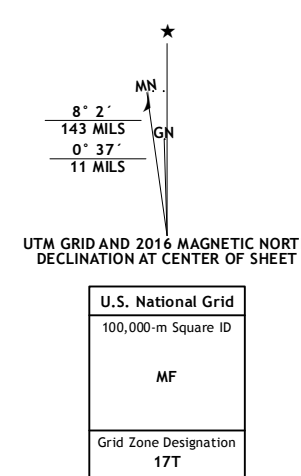 MN
8° 2´
143 MILS
GN
0° 37´
11 MILS
UTM GRID AND 2016 MAGNETIC NORT
DECLINATION AT CENTER OF SHEET
U.S. National Grid
100,000-m Square ID
MF
Grid Zone Designation
17T